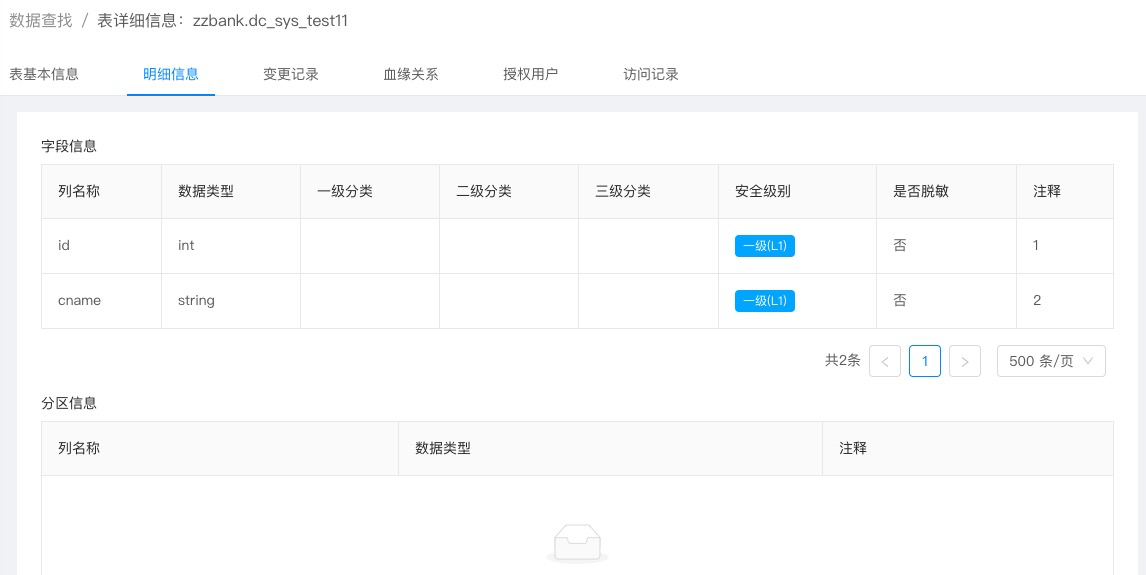 数据查找 / 表详细信息：zzbank.dc_sys_test11
表基本信息 明细信息 变更记录 血缘关系 授权用户 访问记录
字段信息
列名称 数据类型 一级分类 二级分类 三级分类 安全级别 是否脱敏 注释
id int 一级(L1) 否 1
cname string 一级(L1) 否 2
共2条 < 1 > 500 条/页
分区信息
列名称 数据类型 注释